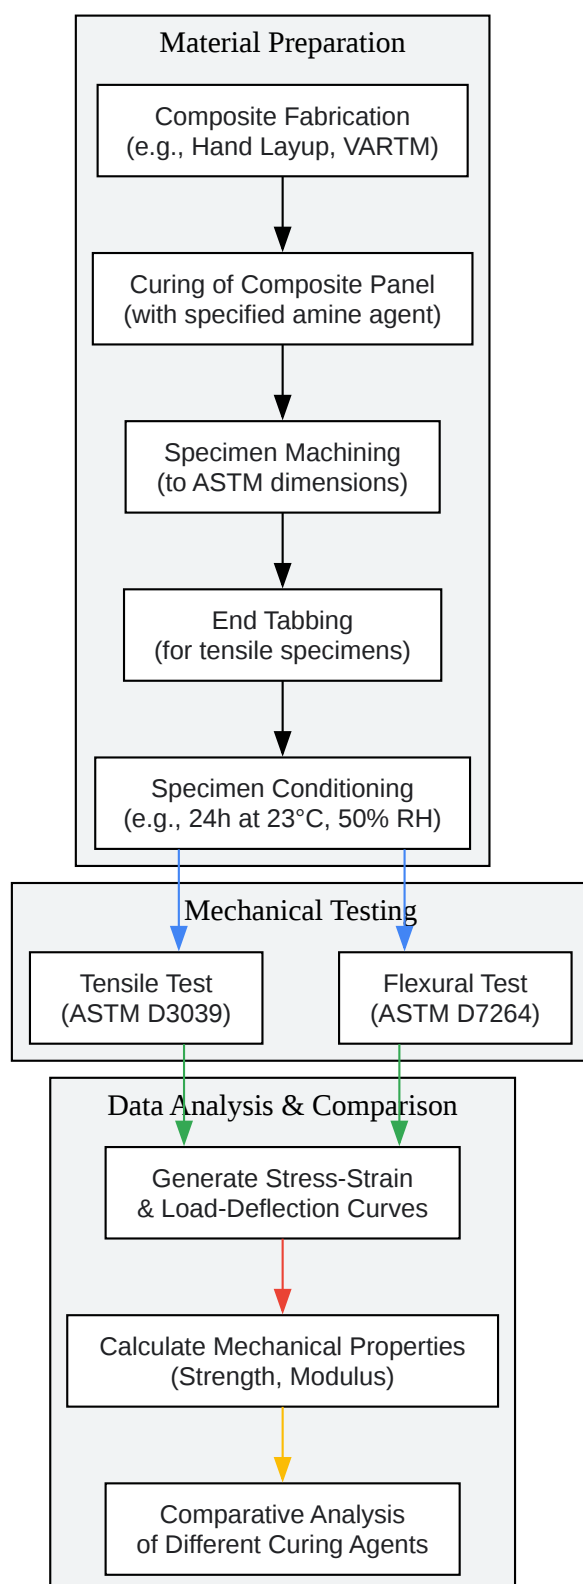 Material Preparation
Composite Fabrication
(e.g., Hand Layup, VARTM)
Curing of Composite Panel
(with specified amine agent)
Specimen Machining
(to ASTM dimensions)
End Tabbing
(for tensile specimens)
Specimen Conditioning
(e.g., 24h at 23°C, 50% RH)
Mechanical Testing
Tensile Test
(ASTM D3039)
Flexural Test
(ASTM D7264)
Data Analysis & Comparison
Generate Stress-Strain
& Load-Deflection Curves
Calculate Mechanical Properties
(Strength, Modulus)
Comparative Analysis
of Different Curing Agents